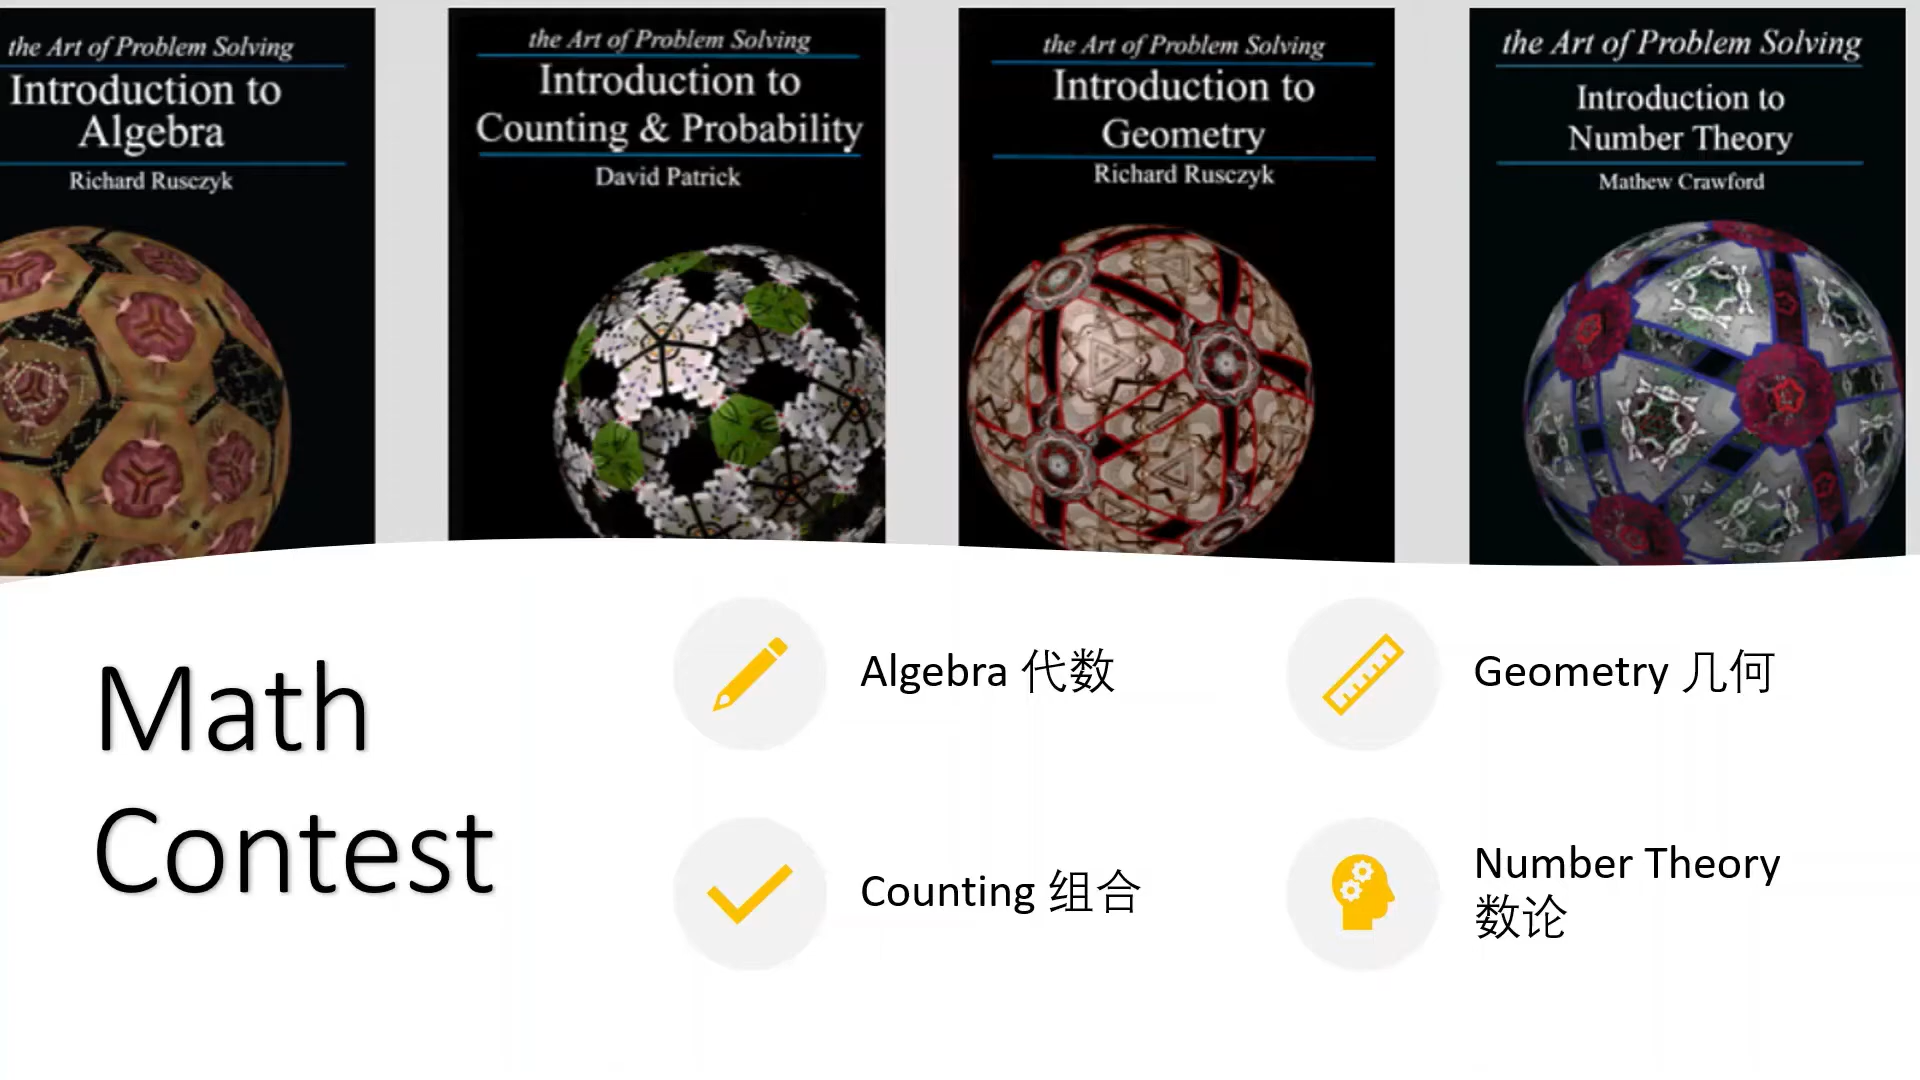 the Art of Problem Solving
Introduction to
Algebra
Richard Rusczyk
the Art of Problem Solving
Introduction to
Counting & Probability
David Patrick
the Art of Problem Solving
Introduction to
Geometry
Richard Rusczyk
the Art of Problem Solving
Introduction to
Number Theory
Mathew Crawford
Math
Contest
Algebra 代数
Geometry 几何
Counting 组合
Number Theory
数论